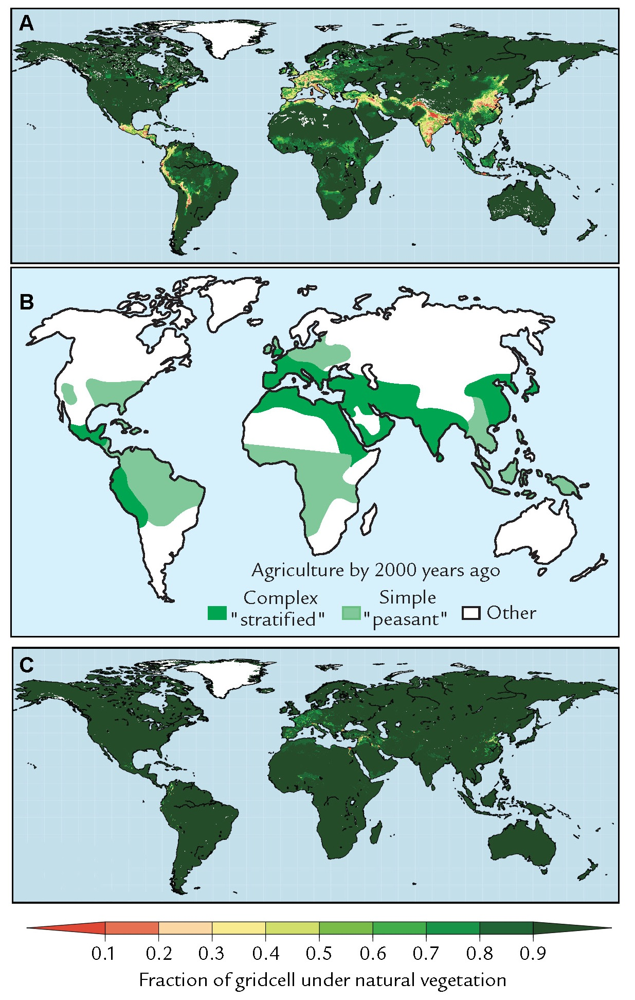 A
B
Agriculture by 2000 years ago
Complex
"stratified"
Simple
"peasant"
Other
C
0.1 0.2 0.3 0.4 0.5 0.6 0.7 0.8 0.9
Fraction of gridcell under natural vegetation